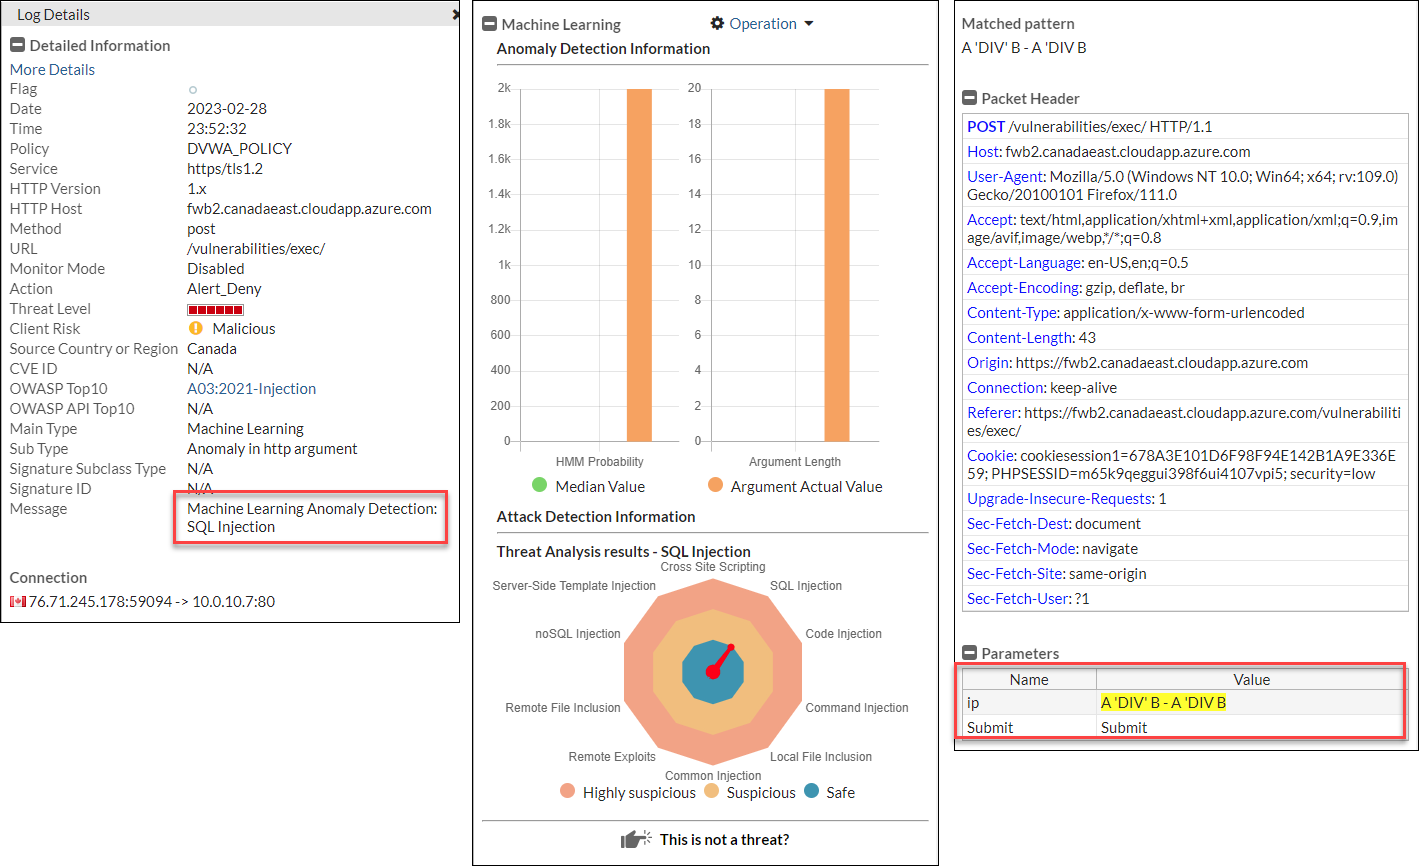 Log Details
Detailed Information
More Details
Flag
Date 2023-02-28
Time 23:52:32
Policy DVWA_POLICY
Service https/tls1.2
HTTP Version 1.x
HTTP Host fwb2.canadaeast.cloudapp.azure.com
Method post
URL /vulnerabilities/exec/
Monitor Mode Disabled
Action Alert_Deny
Threat Level
Client Risk Malicious
Source Country or Region Canada
CVE ID N/A
OWASP Top10 A03:2021-Injection
OWASP API Top10 N/A
Main Type Machine Learning
Sub Type Anomaly in http argument
Signature Subclass Type N/A
Signature ID N/A
Message Machine Learning Anomaly Detection:
SQL Injection
Connection
76.71.245.178:59094 -> 10.0.10.7:80
Machine Learning Operation
Anomaly Detection Information
2k 20
1.8k 18
1.6k 16
1.4k 14
1.2k 12
1k 10
800 8
600 6
400 4
200 2
0 0
HMM Probability Argument Length
Median Value Argument Actual Value
Attack Detection Information
Threat Analysis results - SQL Injection
Cross Site Scripting
Server-Side Template Injection SQL Injection
noSQL Injection Code Injection
Remote File Inclusion Command Injection
Remote Exploits Local File Inclusion
Common Injection
Highly suspicious Suspicious Safe
This is not a threat?
Matched pattern
A 'DIV' B - A 'DIV B
Packet Header
POST /vulnerabilities/exec/ HTTP/1.1
Host: fwb2.canadaeast.cloudapp.azure.com
User-Agent: Mozilla/5.0 (Windows NT 10.0; Win64; x64; rv:109.0)
Gecko/20100101 Firefox/111.0
Accept: text/html,application/xhtml+xml,application/xml;q=0.9,im
age/avif,image/webp,*/*;q=0.8
Accept-Language: en-US,en;q=0.5
Accept-Encoding: gzip, deflate, br
Content-Type: application/x-www-form-urlencoded
Content-Length: 43
Origin: https://fwb2.canadaeast.cloudapp.azure.com
Connection: keep-alive
Referer: https://fwb2.canadaeast.cloudapp.azure.com/vulnerabiliti
es/exec/
Cookie: cookiesession1=678A3E101D6F98F94E142B1A9E336E
59; PHPSESSID=m65k9qeggui398f6ui4107vpi5; security=low
Upgrade-Insecure-Requests: 1
Sec-Fetch-Dest: document
Sec-Fetch-Mode: navigate
Sec-Fetch-Site: same-origin
Sec-Fetch-User: ?1
Parameters
Name Value
ip A 'DIV' B - A 'DIV B
Submit Submit